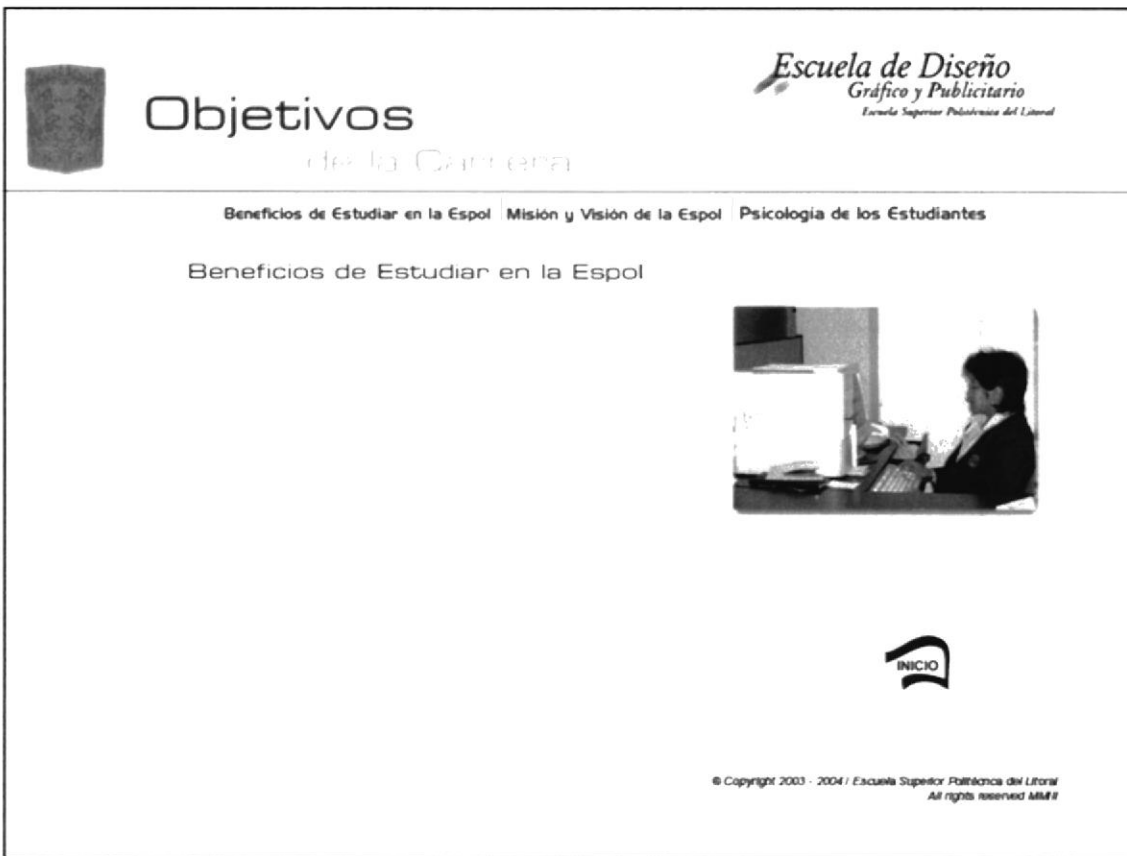 Escuela de Diseño
Gráfico y Publicitario
Escuela Superior Politécnica del Litoral
Objetivos
de la Carrera
Beneficios de Estudiar en la Espol Misión y Visión de la Espol Psicología de los Estudiantes
Beneficios de Estudiar en la Espol
INICIO
© Copyright 2003 - 2004 / Escuela Superior Politécnica del Litoral
All rights reserved